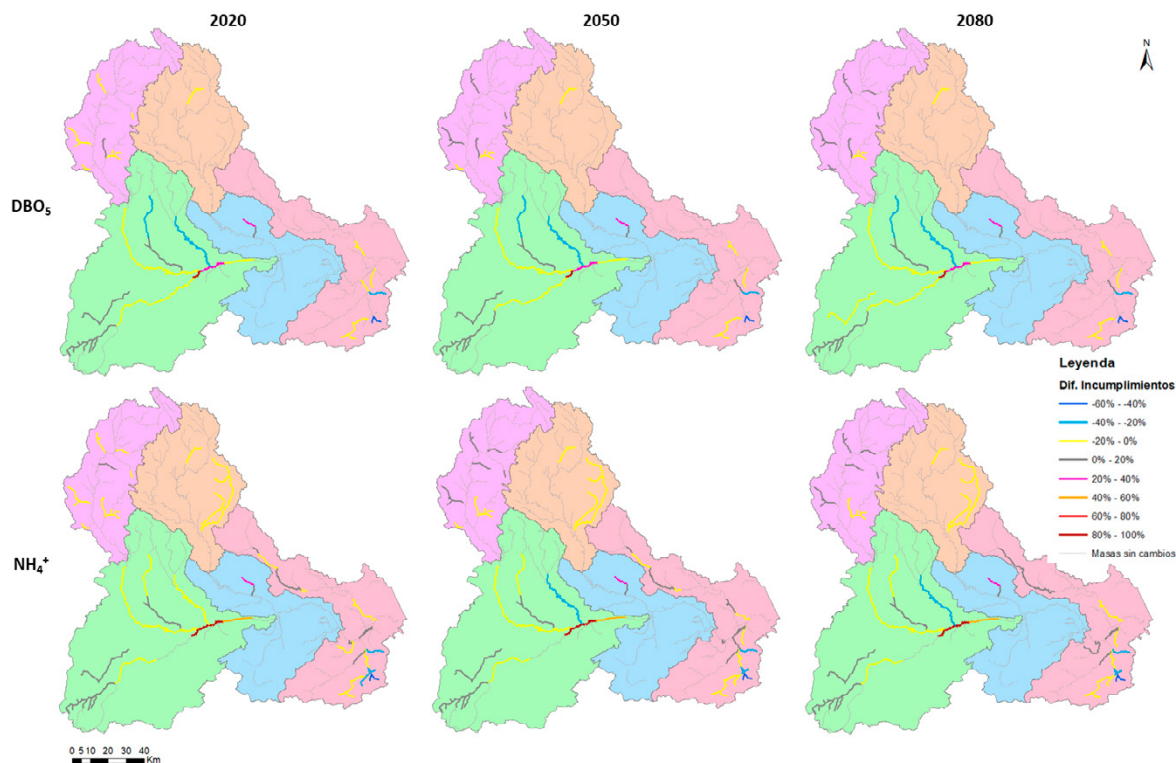 2020
2050
2080
N
DBO₅
Leyenda
Dif. Incumplimientos
-60% - -40%
-40% - -20%
-20% - 0%
0% - 20%
20% - 40%
40% - 60%
60% - 80%
80% - 100%
Masas sin cambios
NH₄⁺
0 5 10 20 30 40
Km